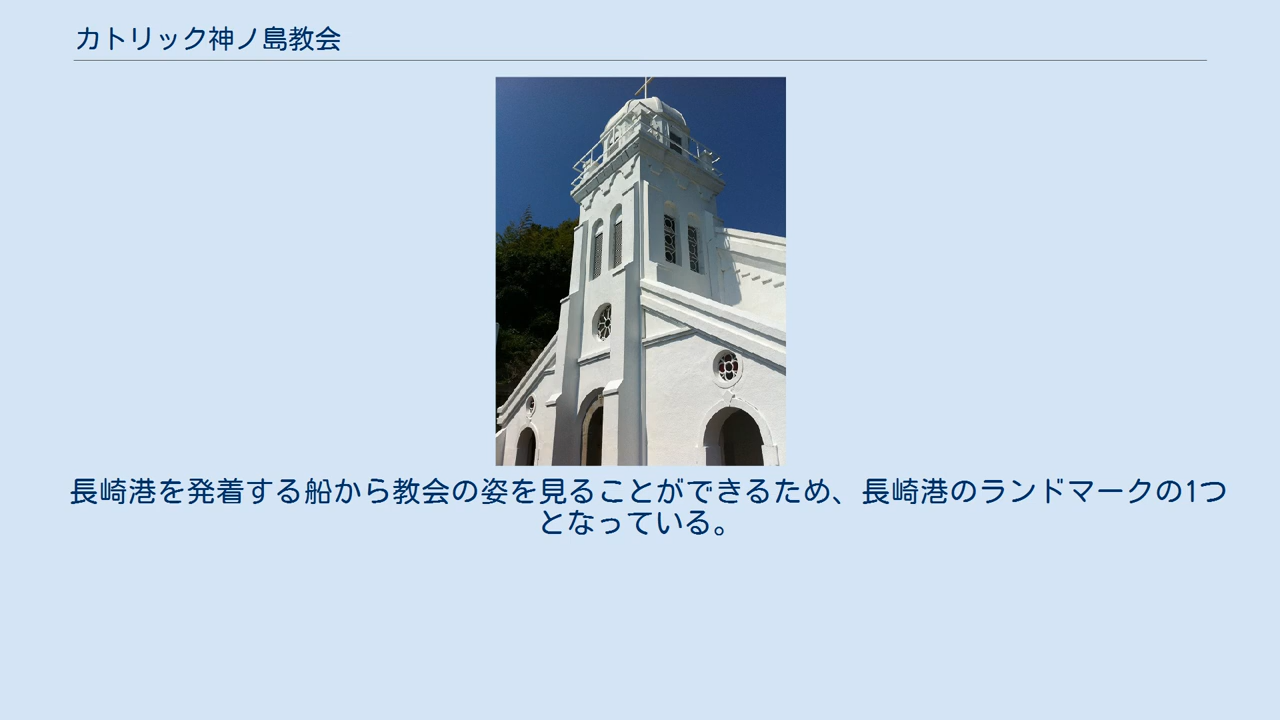 カトリック神ノ島教会
長崎港を発着する船から教会の姿を見ることができるため、長崎港のランドマークの1つ
となっている。